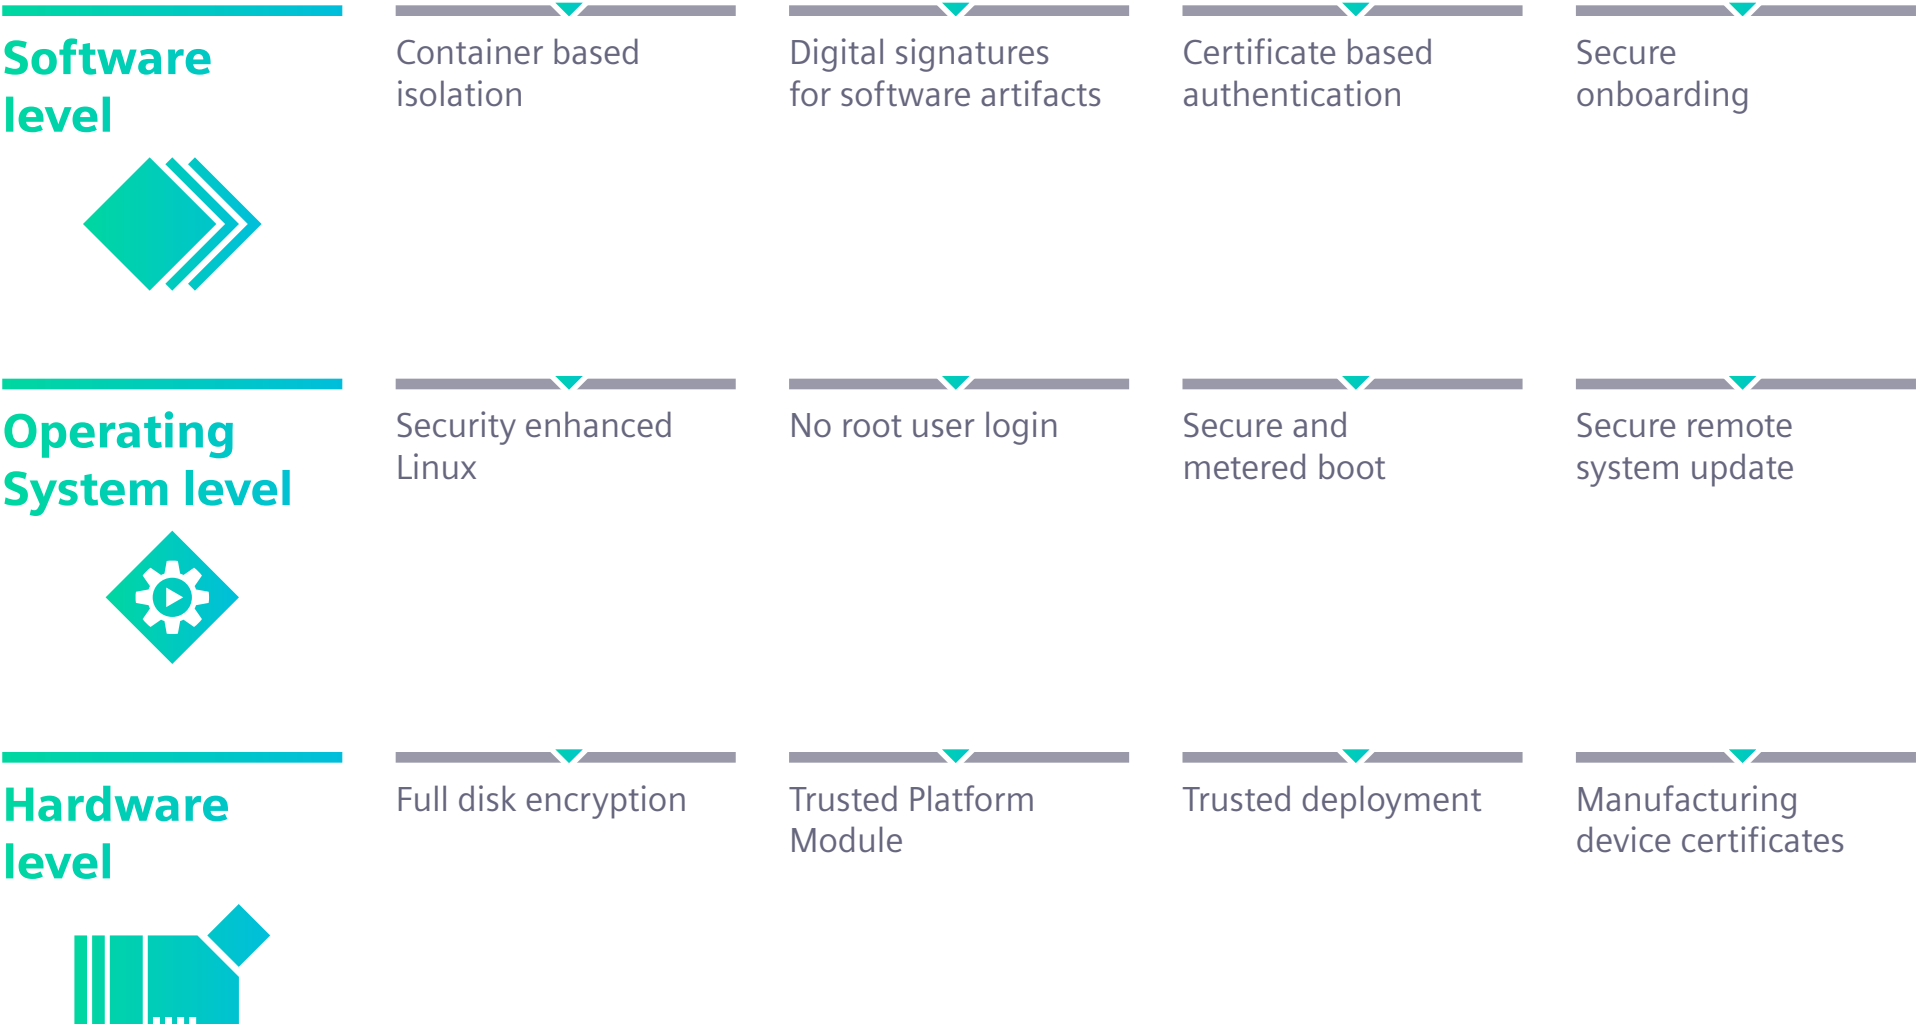 Software
level
Container based
isolation
Digital signatures
for software artifacts
Certificate based
authentication
Secure
onboarding
Operating
System level
Security enhanced
Linux
No root user login
Secure and
metered boot
Secure remote
system update
Hardware
level
Full disk encryption
Trusted Platform
Module
Trusted deployment
Manufacturing
device certificates